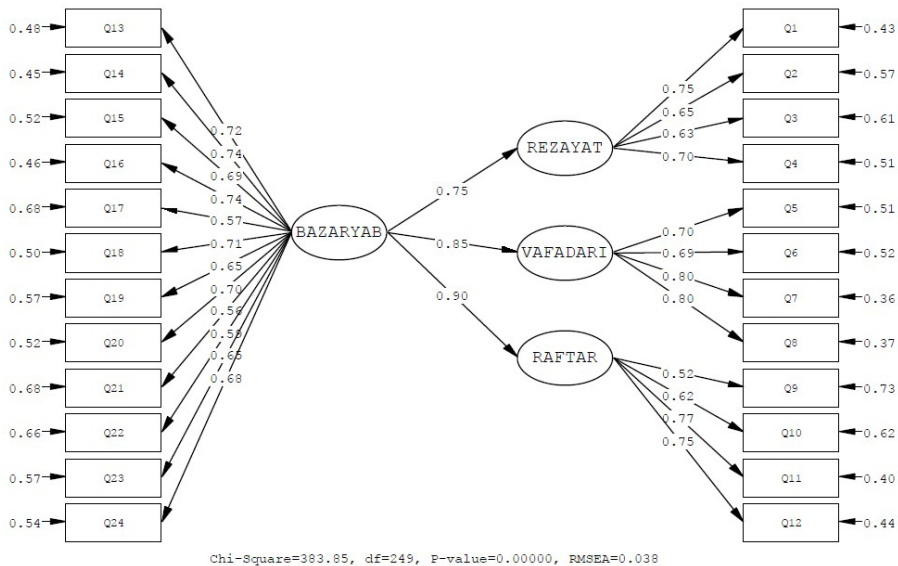 0.48 Q13 Q1 0.43
0.45 Q14 Q2 0.57
0.75
0.65
0.52 Q15 Q3 0.61
0.72 0.63
0.74 REZAYAT 0.70
0.46 Q16 Q4 0.51
0.69
0.74 0.75
0.68 Q17 0.57 Q5 0.51
BAZARYAB 0.70
0.50 Q18 0.71 0.85 VAFADARI 0.69 Q6 0.52
0.65 0.80
0.57 Q19 0.70 0.90 0.80 Q7 0.36
0.56
0.52 Q20 0.59 Q8 0.37
0.65 RAFTAR
0.68 0.52
0.68 Q21 0.62 Q9 0.73
0.77
0.66 Q22 0.75 Q10 0.62
0.57 Q23 Q11 0.40
0.54 Q24 Q12 0.44
Chi-Square=383.85, df=249, P-value=0.00000, RMSEA=0.038